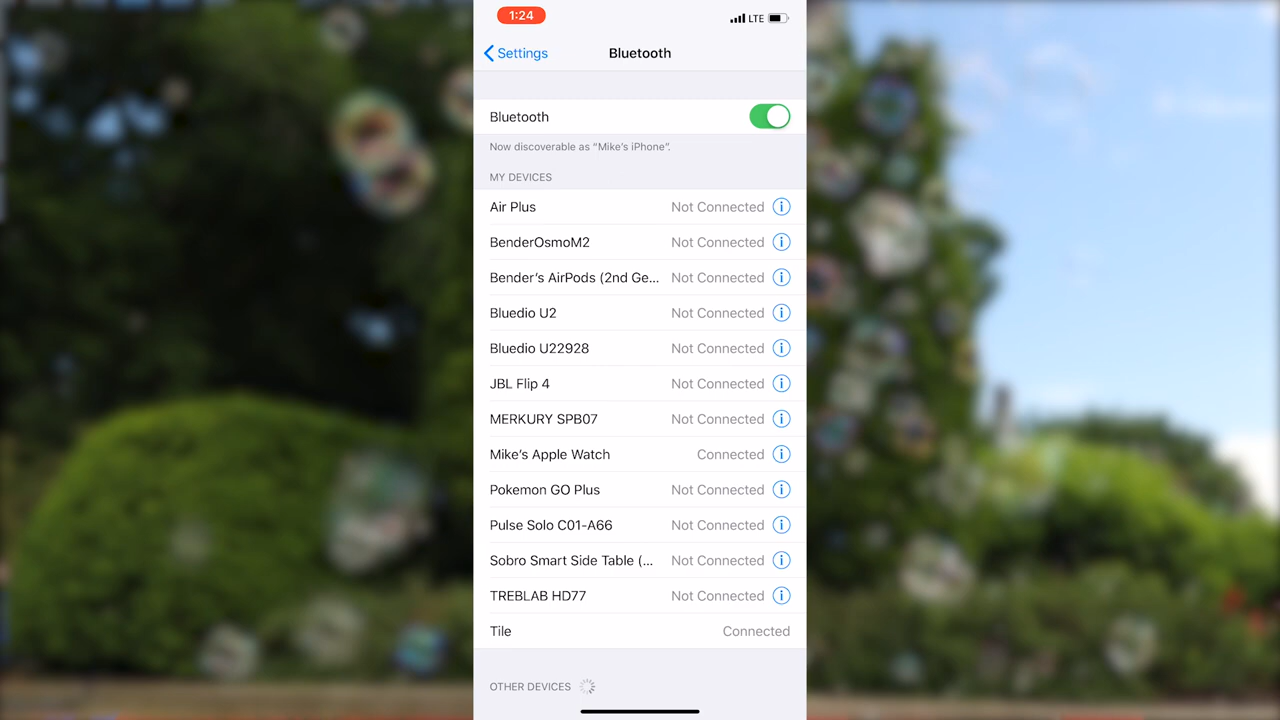 1:24 LTE
Settings Bluetooth
Bluetooth
Now discoverable as “Mike’s iPhone”.
MY DEVICES
Air Plus Not Connected
BenderOsmoM2 Not Connected
Bender’s AirPods (2nd Ge... Not Connected
Bluedio U2 Not Connected
Bluedio U22928 Not Connected
JBL Flip 4 Not Connected
MERKURY SPB07 Not Connected
Mike’s Apple Watch Connected
Pokemon GO Plus Not Connected
Pulse Solo C01-A66 Not Connected
Sobro Smart Side Table (... Not Connected
TREBLAB HD77 Not Connected
Tile Connected
OTHER DEVICES